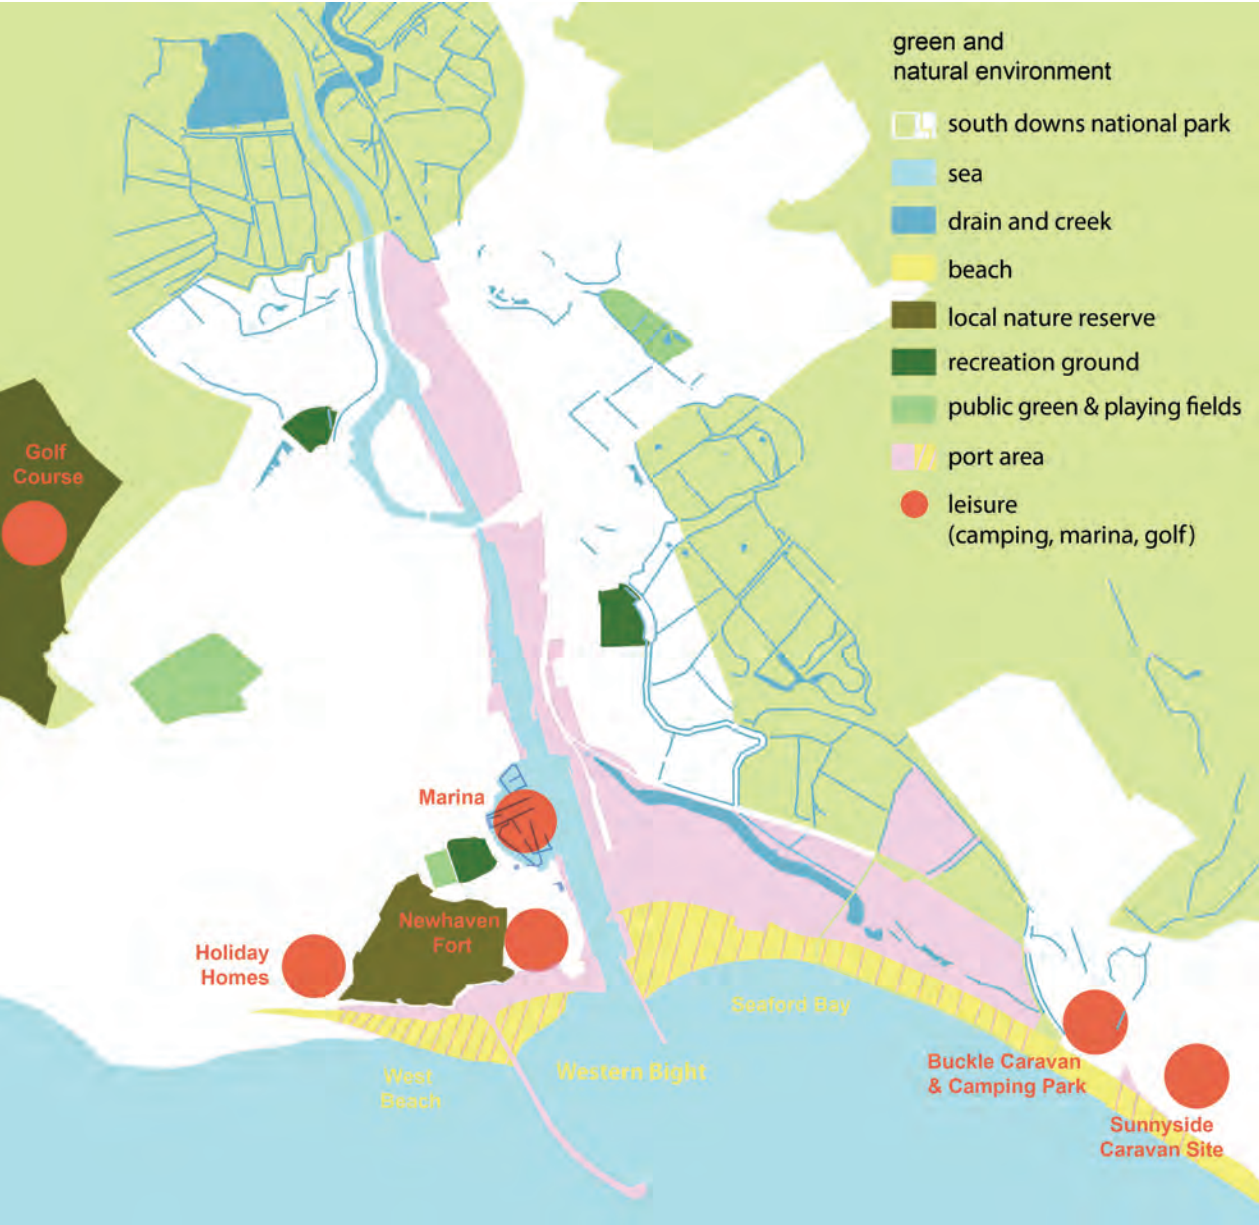 green and
natural environment
south downs national park
sea
drain and creek
beach
local nature reserve
recreation ground
public green & playing fields
port area
leisure
(camping, marina, golf)
Golf
Course
Marina
Newhaven
Fort
Holiday
Homes
Seaford Bay
Western Bight
West
Beach
Buckle Caravan
& Camping Park
Sunnyside
Caravan Site